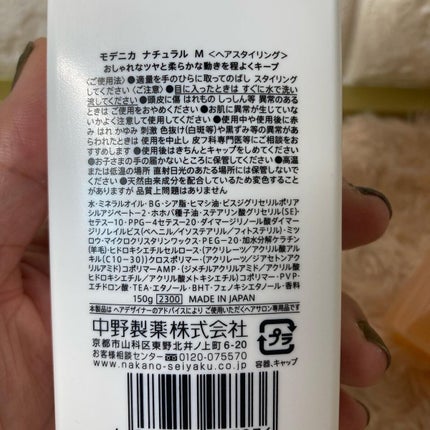 モデニカ ナチュラル M <ヘアスタイリング>
おしゃれなツヤと柔らかな動きを程よくキープ
<ご使用法> ●適量を手のひらに取ってのばし スタイリング
してください <ご注意> ●目に入ったときは すぐに水で洗い
流してください ●頭皮に傷 はれもの しっしん等 異常のある
ときは ご使用をおやめください ●お肌に異常が生じていな
いかよく注意して使用してください ●使用中や使用後に赤
み はれ かゆみ 刺激 色抜け(白斑等)や黒ずみ等の異常があ
らわれたときは 使用を中止し 皮フ科専門医等にご相談をお
すすめします ●使用後はきちんとキャップをしめてください
●お子さまの手の届かないところに保管してください ●高温
または低温の場所 直射日光のあたる場所には保管しないでく
ださい ●天然由来成分を配合しているため変色すること
がありますが 品質上問題はありません
水・ミネラルオイル・BG・シア脂・ヒマシ油・ビスジグリセリルポリア
シルアジペート-2・ホホバ種子油・ステアリン酸グリセリル(SE)・
セテス-10・PPG-4セテス-20・ダイマージリノール酸ダイマー
ジリノレイルビス(ベヘニル/イソステアリル/フィトステリル)・ミツ
ロウ・マイクロクリスタリンワックス・PEG-20・加水分解ケラチン
(羊毛)・ヒドロキシエチルセルロース・(アクリレーツ/アクリル酸アル
キル(C10-30))クロスポリマー・(アクリレーツ/ジアセトンアク
リルアミド)コポリマーAMP・(ジメチルアクリルアミド/アクリル酸
ヒドロキシエチル/アクリル酸メトキシエチル)コポリマー・PVP・
エチドロン酸・TEA・エタノール・BHT・フェノキシエタノール・香料
150g 2300 MADE IN JAPAN
本製品は ヘアデザイナーのアドバイスにより ご使用いただくヘアサロン専用品です
中野製薬株式会社
京都市山科区東野北井ノ上町 6-20
お客様相談センター 0120-075570
www.nakano-seiyaku.co.jp
プラ
容器、キャップ